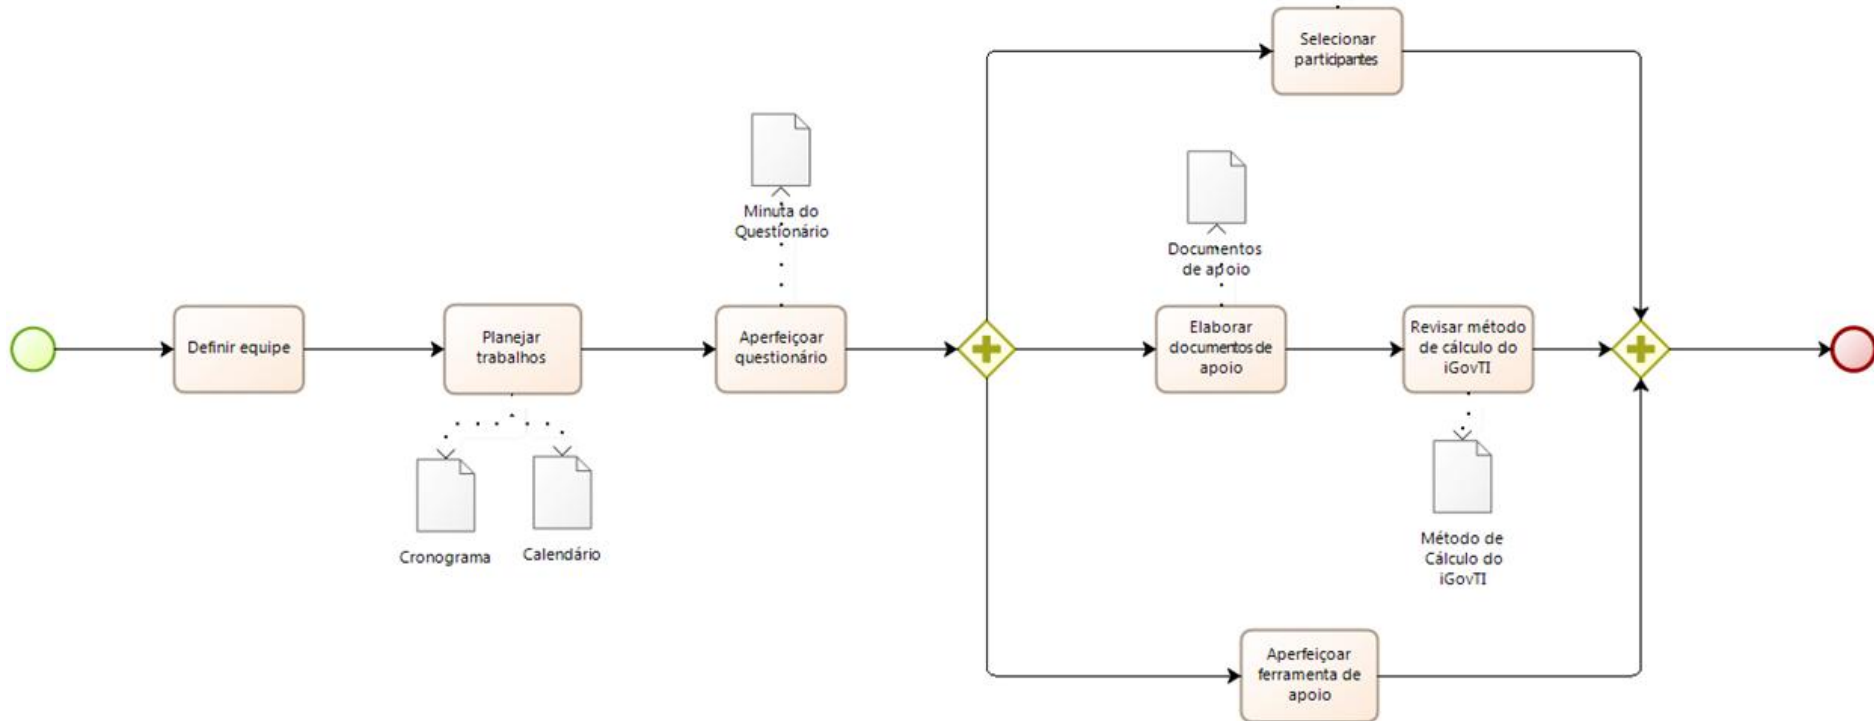 Selecionar
participantes
Minuta do
Questionário
Documentos
de apoio
Definir equipe
Planejar
trabalhos
Aperfeiçoar
questionário
Elaborar
documentos de
apoio
Revisar método
de cálculo do
iGovTI
Cronograma
Calendário
Método de
Cálculo do
iGovTI
Aperfeiçoar
ferramenta de
apoio